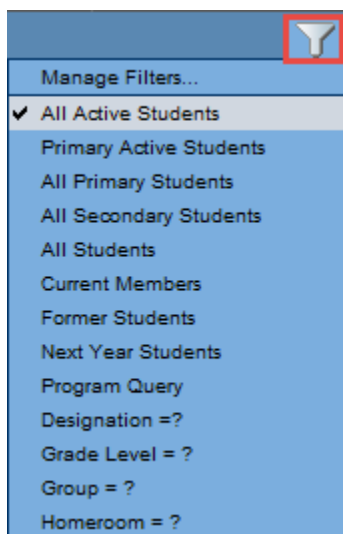 Manage Filters...
All Active Students
Primary Active Students
All Primary Students
All Secondary Students
All Students
Current Members
Former Students
Next Year Students
Program Query
Designation =?
Grade Level = ?
Group = ?
Homeroom = ?